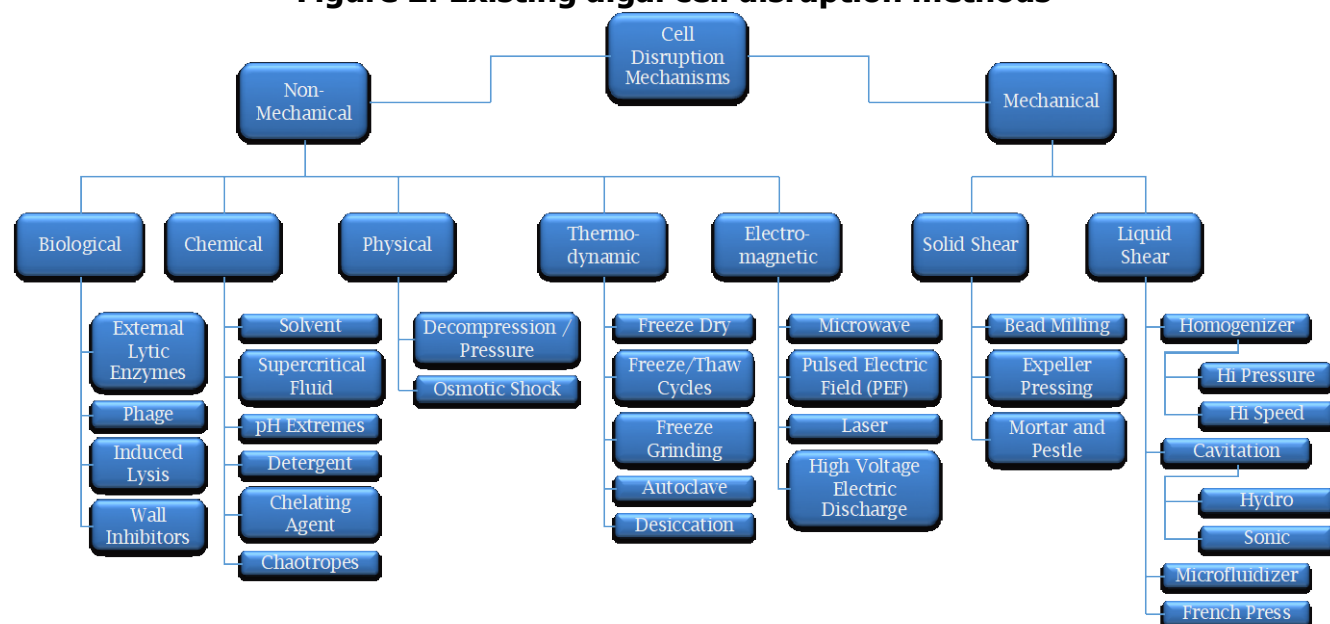 Figure 2. Existing algal cell disruption methods
Cell
Disruption
Mechanisms
Non-
Mechanical
Mechanical
Biological
Chemical
Physical
Thermo-
dynamic
Electro-
magnetic
Solid Shear
Liquid
Shear
External
Lytic
Enzymes
Phage
Induced
Lysis
Wall
Inhibitors
Solvent
Supercritical
Fluid
pH Extremes
Detergent
Chelating
Agent
Chaotropes
Decompression /
Pressure
Osmotic Shock
Freeze Dry
Freeze/Thaw
Cycles
Freeze
Grinding
Autoclave
Desiccation
Microwave
Pulsed Electric
Field (PEF)
Laser
High Voltage
Electric
Discharge
Bead Milling
Expeller
Pressing
Mortar and
Pestle
Homogenizer
Hi Pressure
Hi Speed
Cavitation
Hydro
Sonic
Microfluidizer
French Press